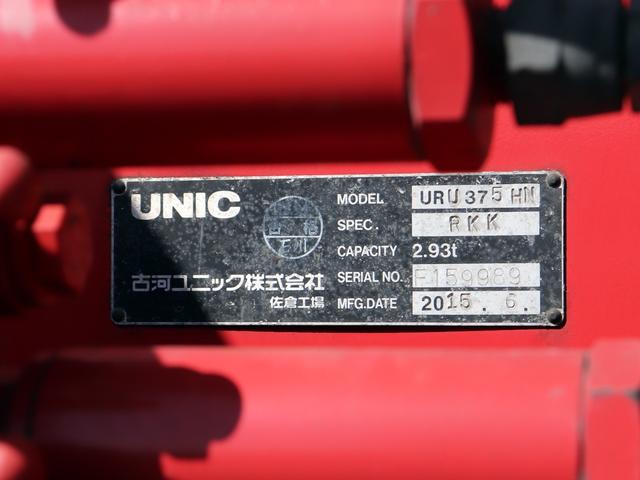 UNIC
MODEL URU375HN
SPEC. RKK
CAPACITY 2.93t
古河ユニック株式会社
SERIAL NO. F159989
佐倉工場
MFG.DATE 2015.6.